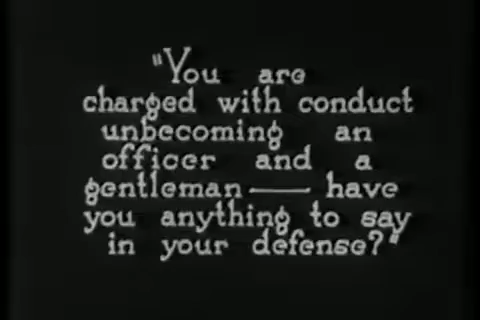 "You are
charged with conduct
unbecoming an
officer and a
gentleman — have
you anything to say
in your defense?"